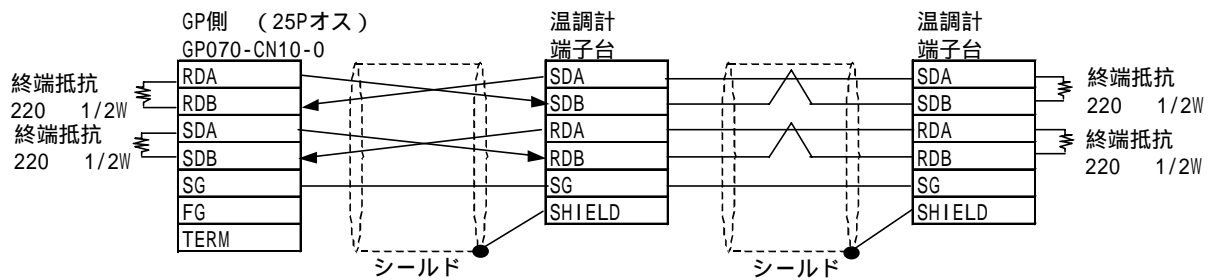 GP側 （25Pオス）
GP070-CN10-0
RDA
RDB
SDA
SDB
SG
FG
TERM
終端抵抗
220 1/2W
終端抵抗
220 1/2W
シールド
温調計
端子台
SDA
SDB
RDA
RDB
SG
SHIELD
シールド
温調計
端子台
SDA
SDB
RDA
RDB
SG
SHIELD
終端抵抗
220 1/2W
終端抵抗
220 1/2W